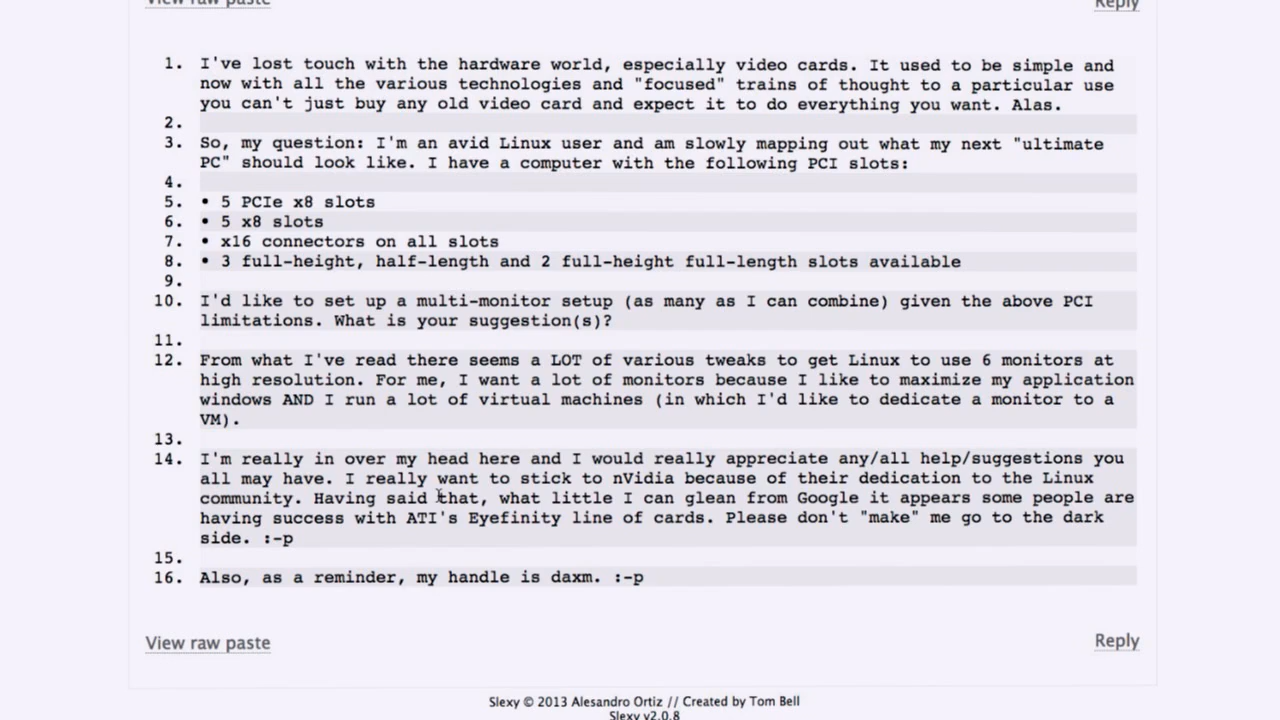 View raw paste
Reply
1. I've lost touch with the hardware world, especially video cards. It used to be simple and
now with all the various technologies and "focused" trains of thought to a particular use
you can't just buy any old video card and expect it to do everything you want. Alas.
2.
3. So, my question: I'm an avid Linux user and am slowly mapping out what my next "ultimate
PC" should look like. I have a computer with the following PCI slots:
4.
5. • 5 PCIe x8 slots
6. • 5 x8 slots
7. • x16 connectors on all slots
8. • 3 full-height, half-length and 2 full-height full-length slots available
9.
10. I'd like to set up a multi-monitor setup (as many as I can combine) given the above PCI
limitations. What is your suggestion(s)?
11.
12. From what I've read there seems a LOT of various tweaks to get Linux to use 6 monitors at
high resolution. For me, I want a lot of monitors because I like to maximize my application
windows AND I run a lot of virtual machines (in which I'd like to dedicate a monitor to a
VM).
13.
14. I'm really in over my head here and I would really appreciate any/all help/suggestions you
all may have. I really want to stick to nVidia because of their dedication to the Linux
community. Having said that, what little I can glean from Google it appears some people are
having success with ATI's Eyefinity line of cards. Please don't "make" me go to the dark
side. :-p
15.
16. Also, as a reminder, my handle is daxm. :-p
View raw paste
Reply
Slexy © 2013 Alesandro Ortiz // Created by Tom Bell
Slexy v2.0.8